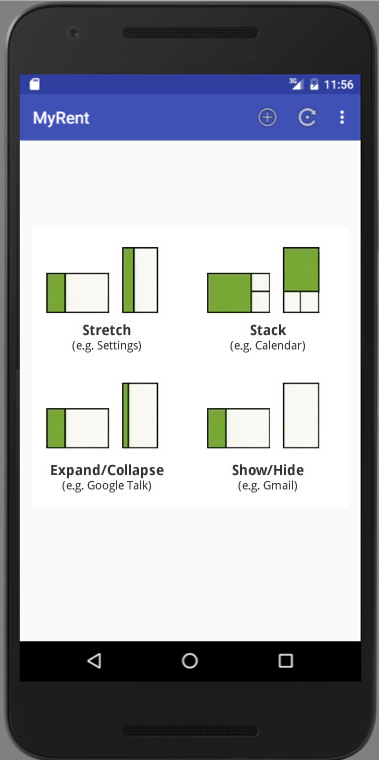 3G 11:56
MyRent
Stretch
(e.g. Settings)
Stack
(e.g. Calendar)
Expand/Collapse
(e.g. Google Talk)
Show/Hide
(e.g. Gmail)